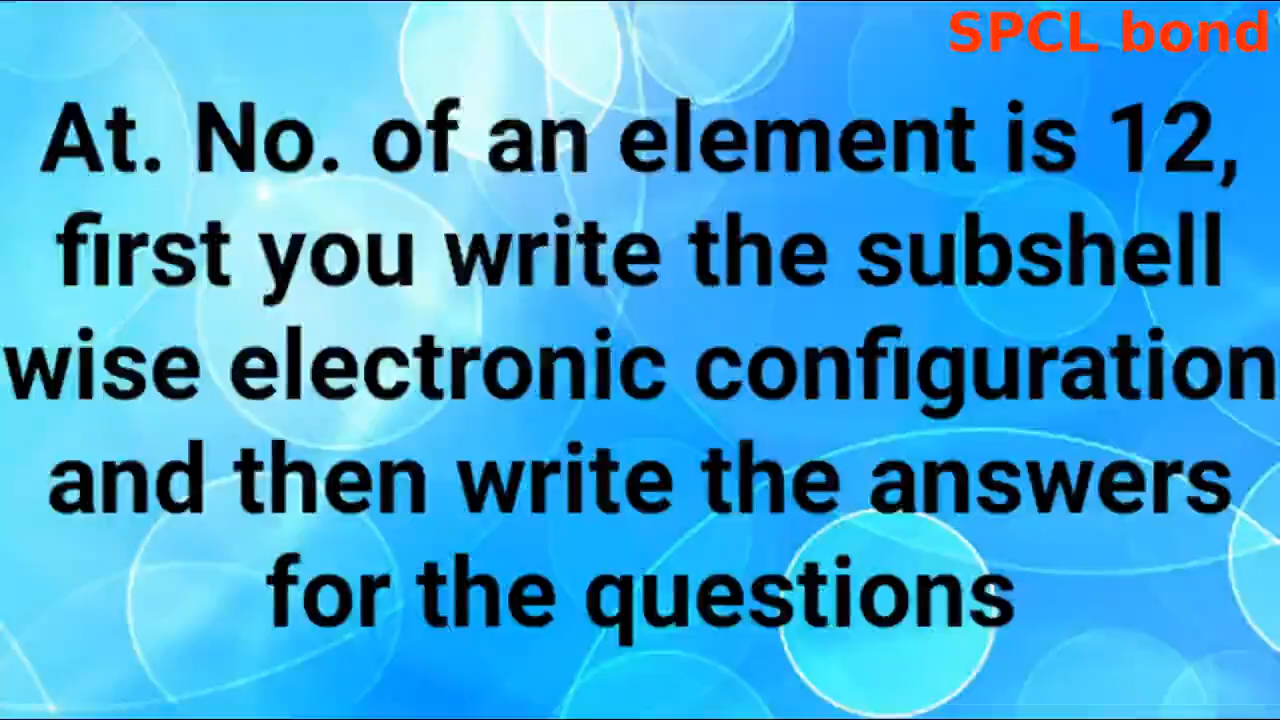 SPCL bond
At. No. of an element is 12,
first you write the subshell
wise electronic configuration
and then write the answers
for the questions